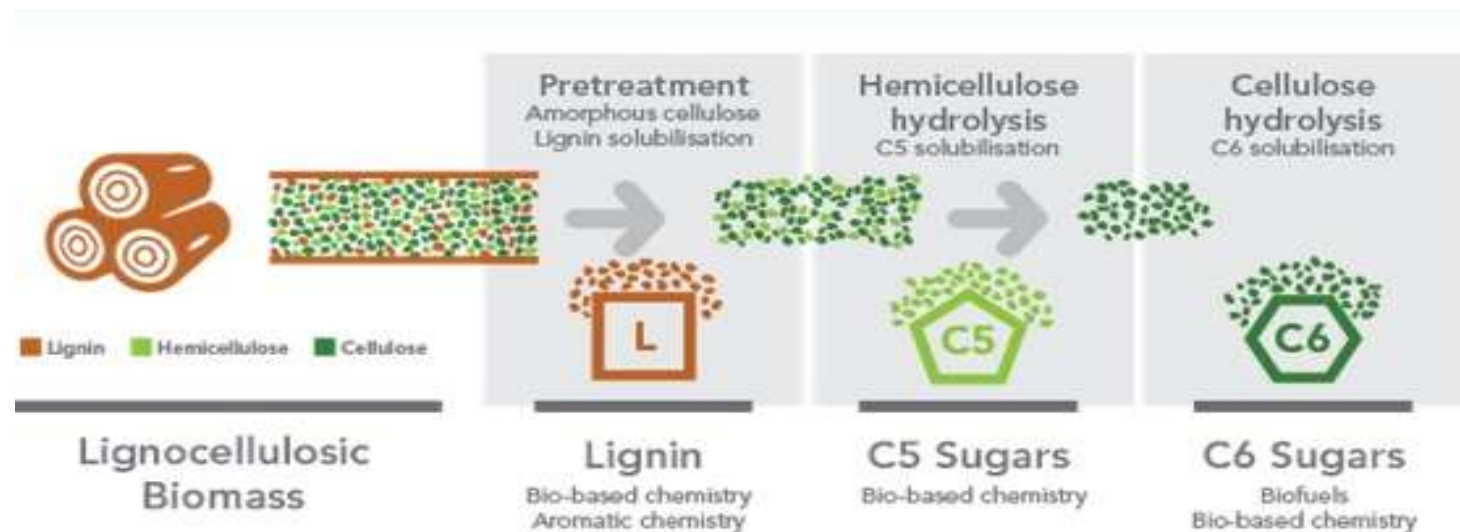 Pretreatment
Amorphous cellulose
Lignin solubilisation
Hemicellulose
hydrolysis
C5 solubilisation
Cellulose
hydrolysis
C6 solubilisation
L
C5
C6
Lignin
Hemicellulose
Cellulose
Lignocellulosic
Biomass
Lignin
Bio-based chemistry
Aromatic chemistry
C5 Sugars
Bio-based chemistry
C6 Sugars
Biofuels
Bio-based chemistry